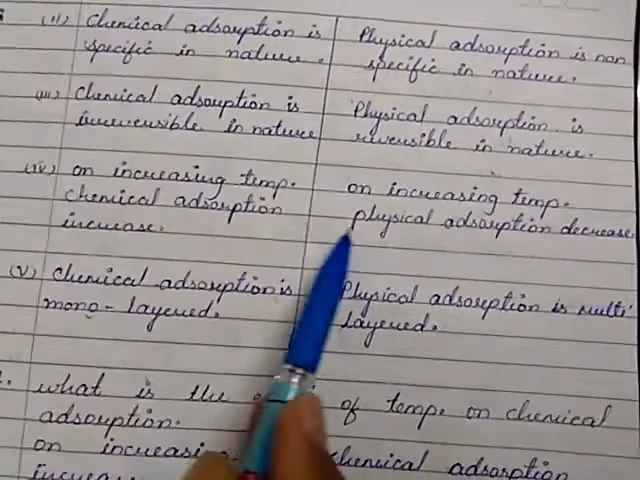 (ii) Chemical adsorption is
specific in nature.
Physical adsorption is non
specific in nature.
(iii) Chemical adsorption is
irreversible in nature
Physical adsorption is
reversible in nature.
(iv) on increasing temp.
chemical adsorption
increase.
on increasing temp.
physical adsorption decrease.
(v) Chemical adsorption is
mono-layered.
Physical adsorption is multi
layered.
what is the of temp. on chemical
adsorption.
on increasi chemical adsorption
increase